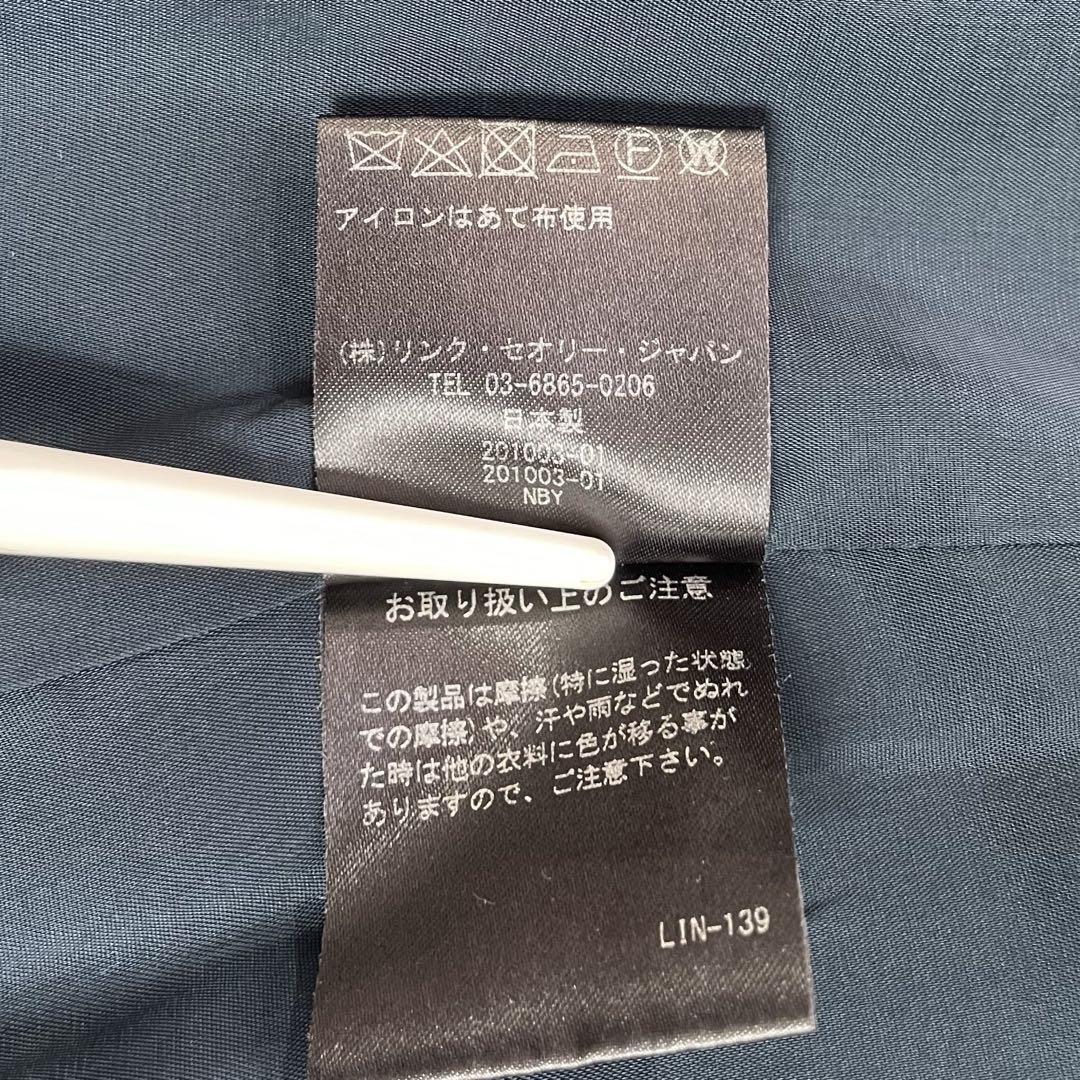 F W
アイロンはあて布使用
(株)リンク・セオリー・ジャパン
TEL 03-6865-0206
日本製
201003-01
201003-01
NBY
お取り扱い上のご注意
この製品は摩擦(特に湿った状態
での摩擦)や、汗や雨などでぬれ
た時は他の衣料に色が移る事が
ありますので、ご注意下さい。
LIN-139